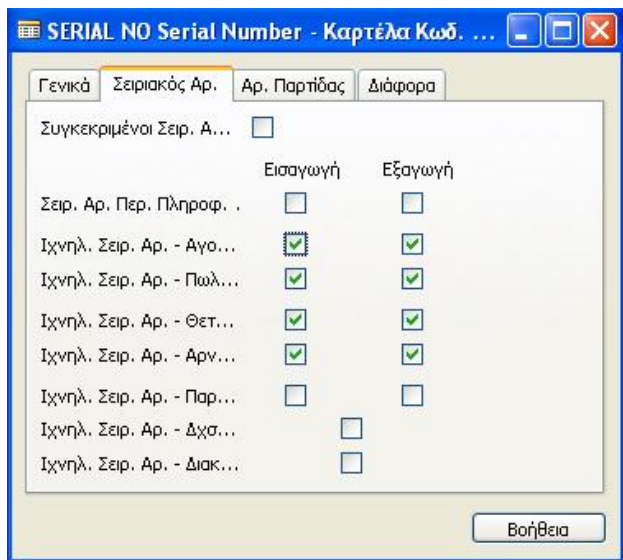 SERIAL NO Serial Number - Καρτέλα Κωδ. ...
Γενικά Σειριακός Αρ. Αρ. Παρτίδας Διάφορα
Συγκεκριμένοι Σειρ. Α...
Εισαγωγή Εξαγωγή
Σειρ. Αρ. Περ. Πληροφ. .
Ιχνηλ. Σειρ. Αρ. - Αγο...
Ιχνηλ. Σειρ. Αρ. - Πωλ...
Ιχνηλ. Σειρ. Αρ. - Θετ...
Ιχνηλ. Σειρ. Αρ. - Αρν...
Ιχνηλ. Σειρ. Αρ. - Παρ...
Ιχνηλ. Σειρ. Αρ. - Δχσ...
Ιχνηλ. Σειρ. Αρ. - Διακ...
Βοήθεια